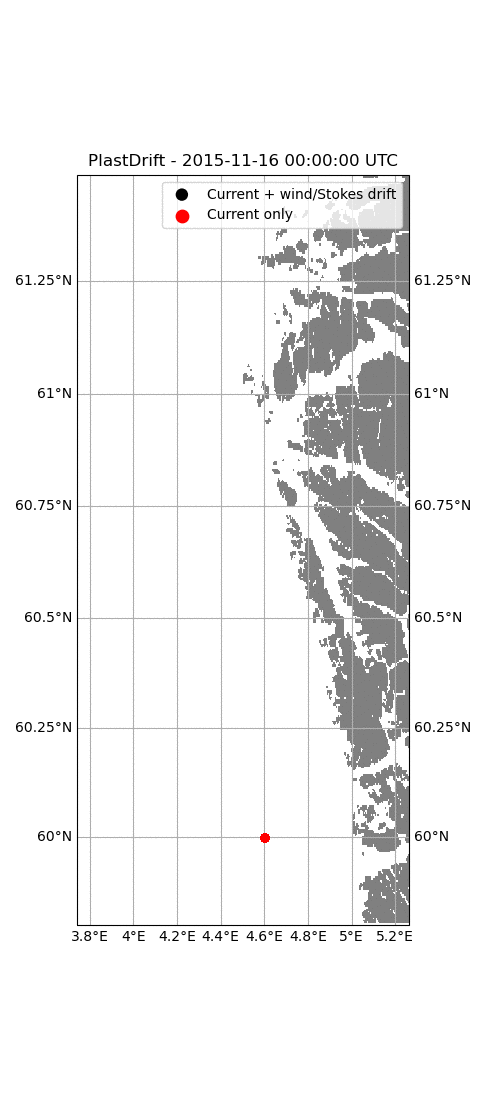 PlastDrift - 2015-11-16 00:00:00 UTC
Current + wind/Stokes drift
Current only
61.25°N 61.25°N
61°N 61°N
60.75°N 60.75°N
60.5°N 60.5°N
60.25°N 60.25°N
60°N 60°N
3.8°E 4°E 4.2°E 4.4°E 4.6°E 4.8°E 5°E 5.2°E